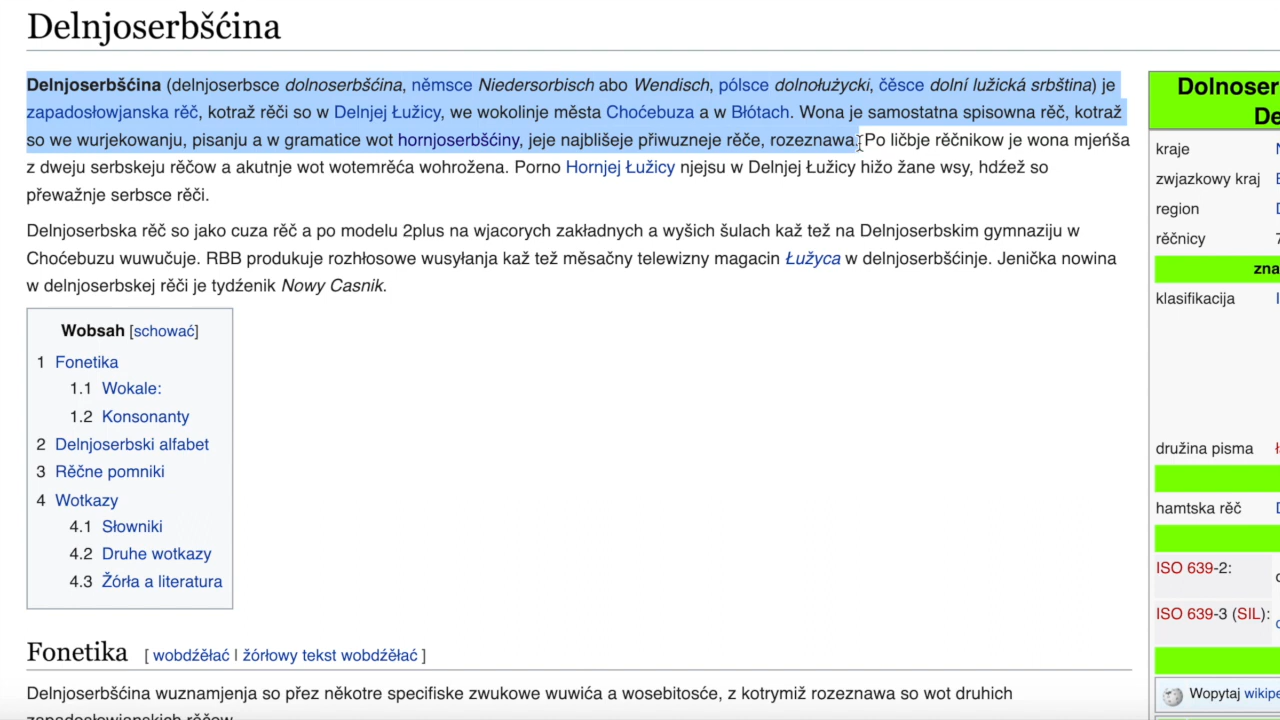 Delnjoserbšćina
Delnjoserbšćina (delnjoserbsce dolnoserbšćina, němsce Niedersorbisch abo Wendisch, pólsce dolnołużycki, čěsce dolní lužická srbština) je
zapadosłowjanska rěč, kotraž rěči so w Delnjej Łužicy, we wokolinje města Choćebuza a w Błótach. Wona je samostatna spisowna rěč, kotraž
so we wurjekowanju, pisanju a w gramatice wot hornjoserbšćiny, jeje najblišeje přiwuzneje rěče, rozeznawa. Po ličbje rěčnikow je wona mjeńša
z dweju serbskeju rěčow a akutnje wot wotemrěća wohrožena. Porno Hornjej Łužicy njejsu w Delnjej Łužicy hižo žane wsy, hdźež so
přewažnje serbsce rěči.
Delnjoserbska rěč so jako cuza rěč a po modelu 2plus na wjacorych zakładnych a wyšich šulach kaž tež na Delnjoserbskim gymnaziju w
Choćebuzu wuwučuje. RBB produkuje rozhłosowe wusyłanja kaž tež měsačny telewizny magacin Łužyca w delnjoserbšćinje. Jenička nowina
w delnjoserbskej rěči je tydźenik Nowy Casnik.
Wobsah [schować]
1 Fonetika
1.1 Wokale:
1.2 Konsonanty
2 Delnjoserbski alfabet
3 Rěčne pomniki
4 Wotkazy
4.1 Słowniki
4.2 Druhe wotkazy
4.3 Žórła a literatura
Fonetika [ wobdźěłać | žórłowy tekst wobdźěłać ]
Delnjoserbšćina wuznamjenja so přez někotre specifiske zwukowe wuwića a wosebitosće, z kotrymiž rozeznawa so wot druhich
zapadosłowjanskich rěčow.
Dolnoser
De
kraje
zwjazkowy kraj
region
rěčnicy 7
zna
klasifikacija
družina pisma
hamtska rěč
ISO 639-2:
ISO 639-3 (SIL):
Wopytaj wikipe